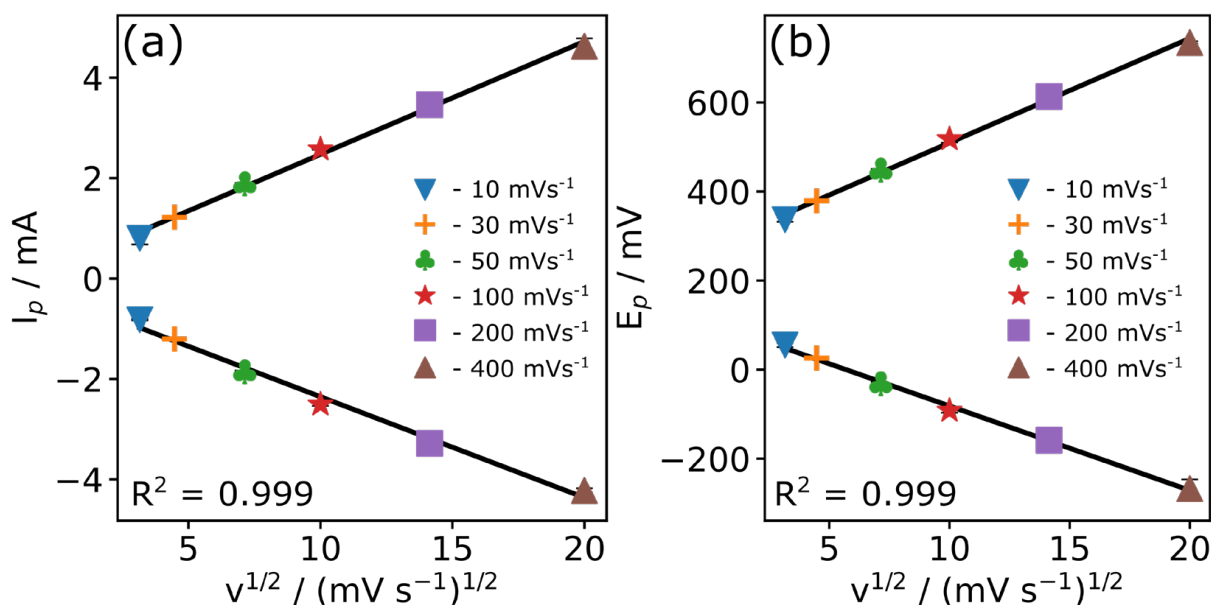 (a)
I_p / mA
4
2
0
−2
−4
- 10 mVs⁻¹
- 30 mVs⁻¹
- 50 mVs⁻¹
- 100 mVs⁻¹
- 200 mVs⁻¹
- 400 mVs⁻¹
R² = 0.999
5 10 15 20
v^{1/2} / (mV s⁻¹)^{1/2}
(b)
E_p / mV
600
400
200
0
−200
- 10 mVs⁻¹
- 30 mVs⁻¹
- 50 mVs⁻¹
- 100 mVs⁻¹
- 200 mVs⁻¹
- 400 mVs⁻¹
R² = 0.999
5 10 15 20
v^{1/2} / (mV s⁻¹)^{1/2}